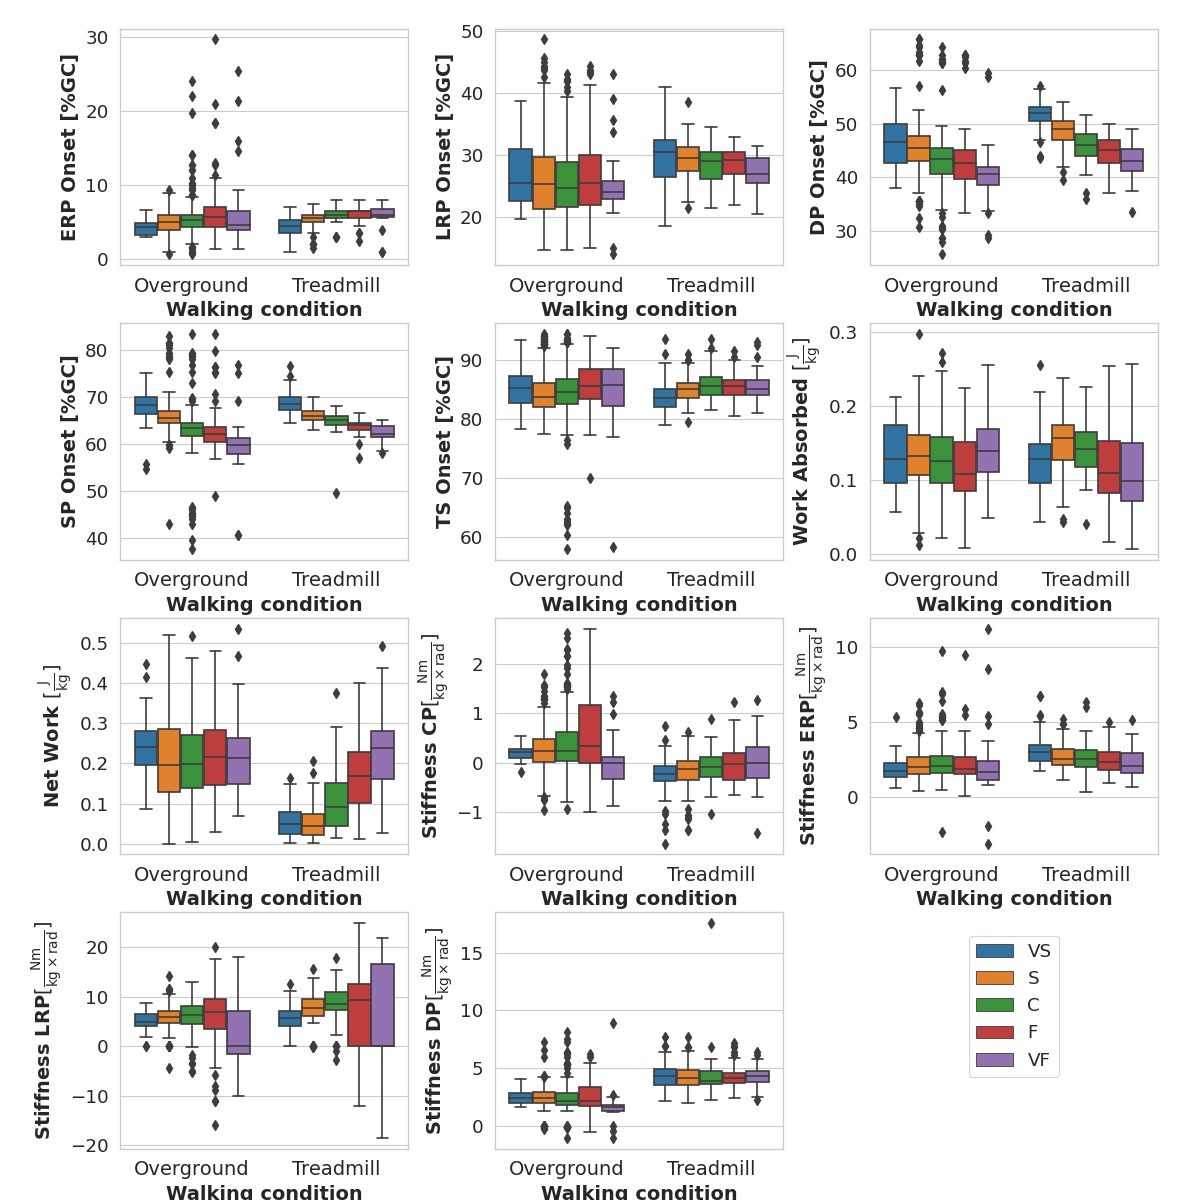 ERP Onset [%GC]
30
20
10
0
Overground Treadmill
Walking condition
LRP Onset [%GC]
50
40
30
20
Overground Treadmill
Walking condition
DP Onset [%GC]
60
50
40
30
Overground Treadmill
Walking condition
SP Onset [%GC]
80
70
60
50
40
Overground Treadmill
Walking condition
TS Onset [%GC]
90
80
70
60
Overground Treadmill
Walking condition
Work Absorbed [J/kg]
0.3
0.2
0.1
0.0
Overground Treadmill
Walking condition
Net Work [J/kg]
0.5
0.4
0.3
0.2
0.1
0.0
Overground Treadmill
Walking condition
Stiffness CP[Nm/kg × rad]
2
1
0
−1
Overground Treadmill
Walking condition
Stiffness ERP[Nm/kg × rad]
10
5
0
Overground Treadmill
Walking condition
Stiffness LRP[Nm/kg × rad]
20
10
0
−10
−20
Overground Treadmill
Walking condition
Stiffness DP[Nm/kg × rad]
15
10
5
0
Overground Treadmill
Walking condition
VS
S
C
F
VF